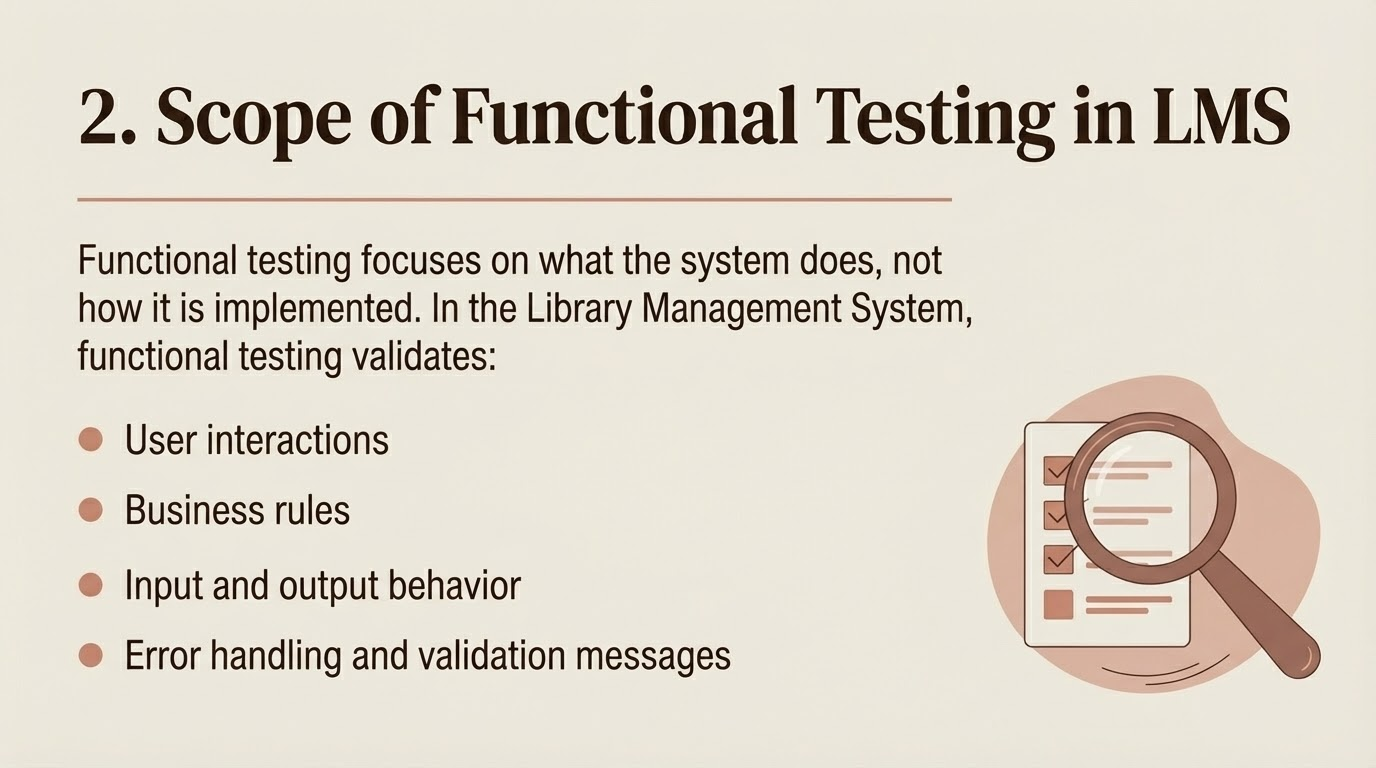 2. Scope of Functional Testing in LMS
Functional testing focuses on what the system does, not
how it is implemented. In the Library Management System,
functional testing validates:
User interactions
Business rules
Input and output behavior
Error handling and validation messages